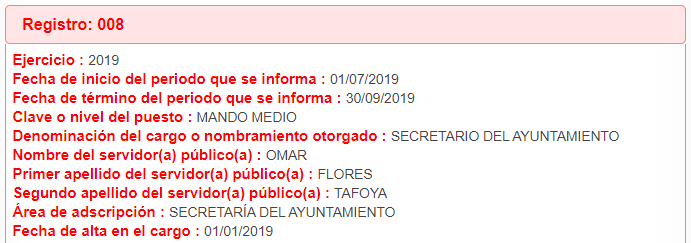 Registro: 008
Ejercicio : 2019
Fecha de inicio del periodo que se informa : 01/07/2019
Fecha de término del periodo que se informa : 30/09/2019
Clave o nivel del puesto : MANDO MEDIO
Denominación del cargo o nombramiento otorgado : SECRETARIO DEL AYUNTAMIENTO
Nombre del servidor(a) público(a) : OMAR
Primer apellido del servidor(a) público(a) : FLORES
Segundo apellido del servidor(a) público(a) : TAFOYA
Área de adscripción : SECRETARÍA DEL AYUNTAMIENTO
Fecha de alta en el cargo : 01/01/2019